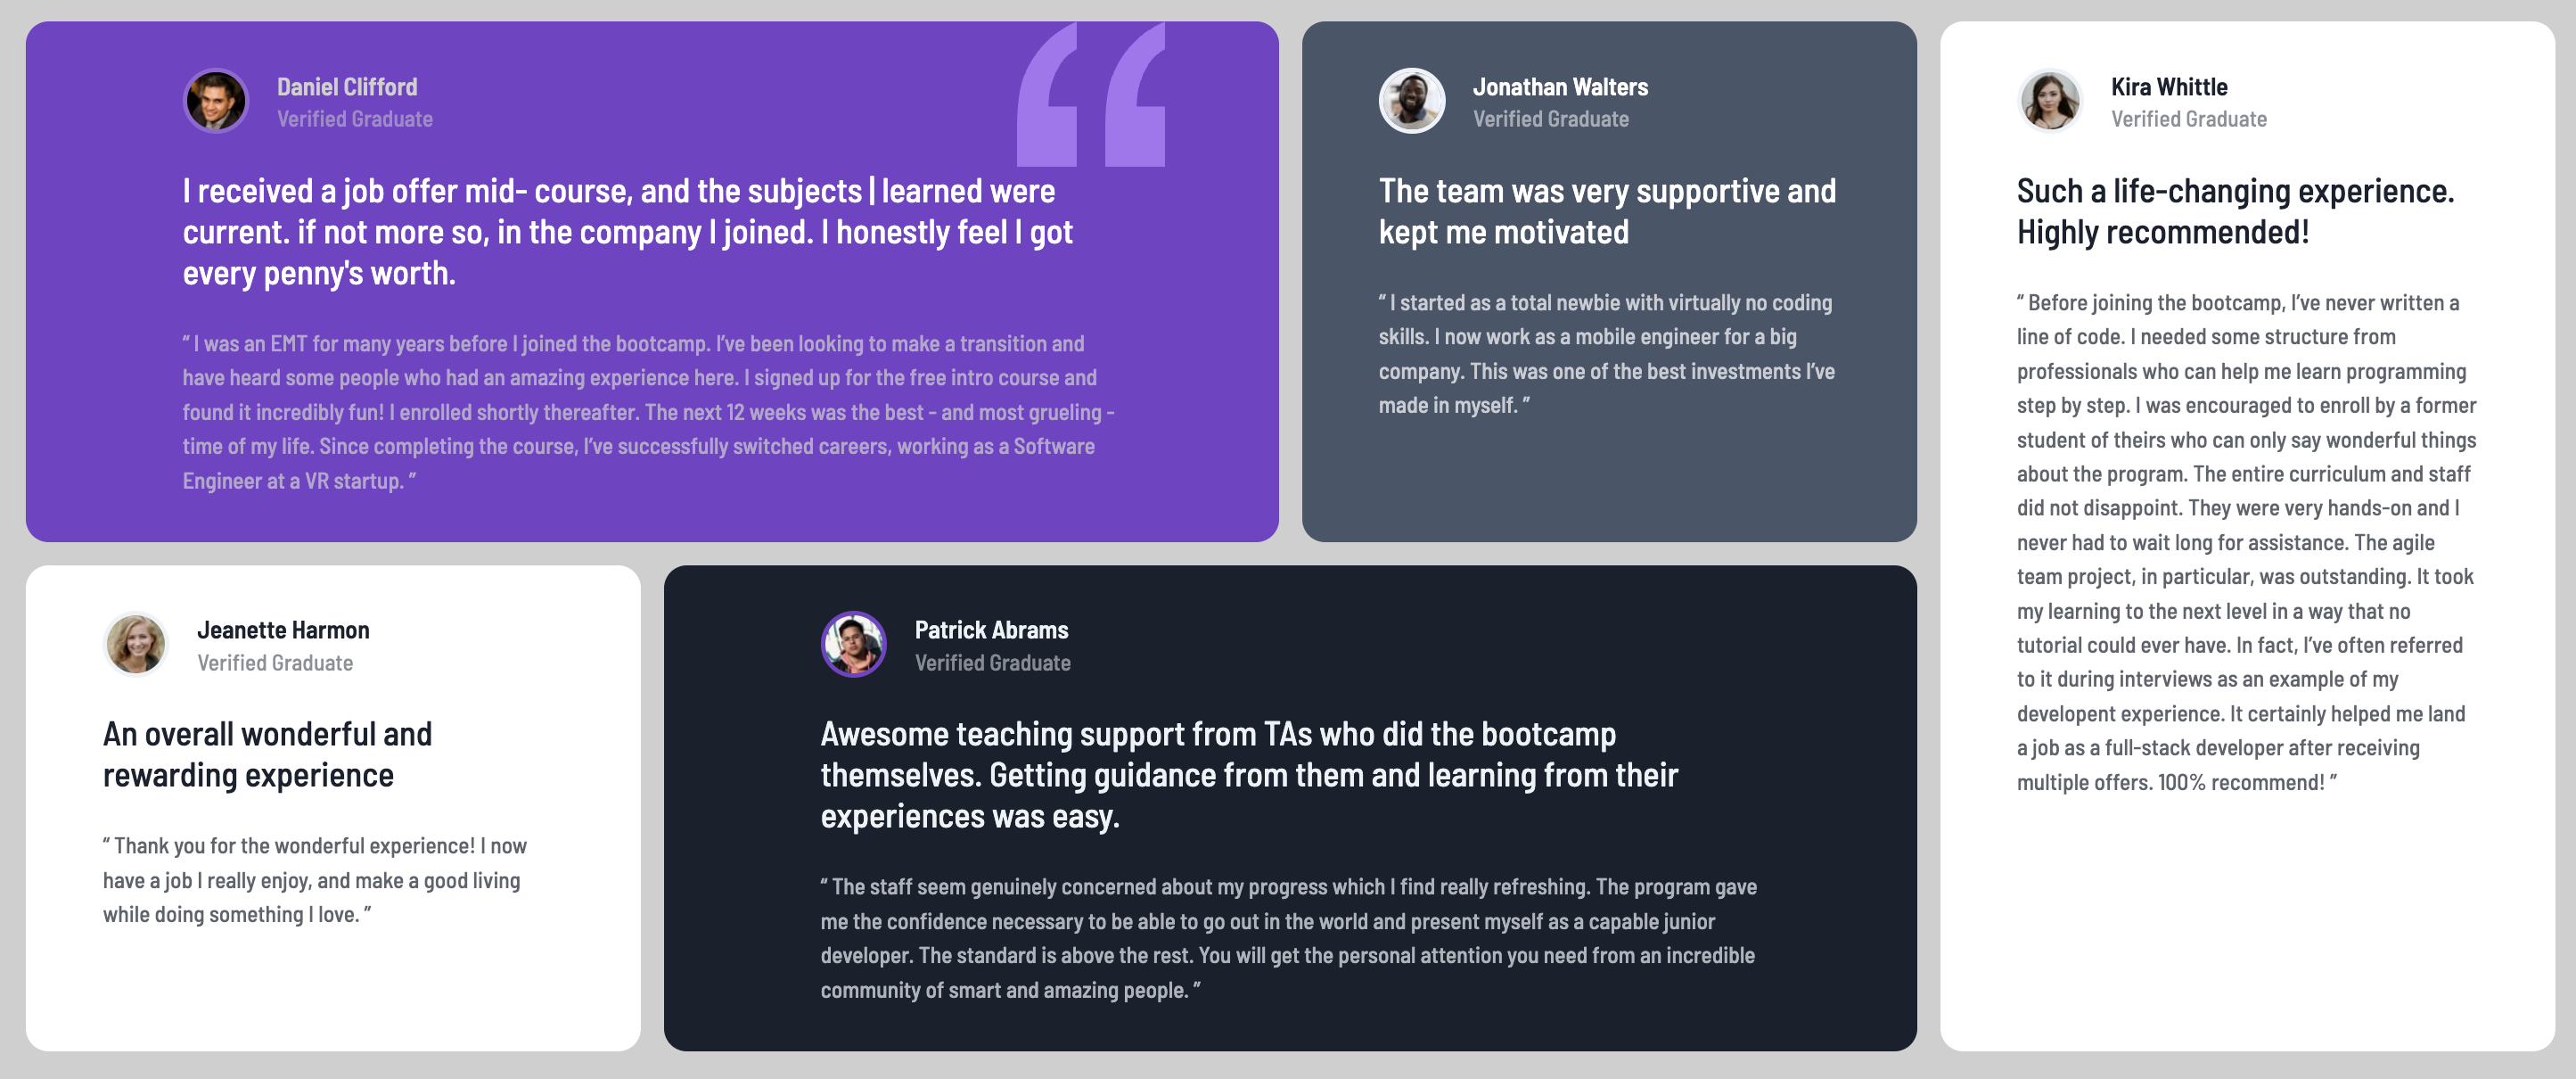 Daniel Clifford
Verified Graduate
I received a job offer mid- course, and the subjects | learned were
current. if not more so, in the company I joined. I honestly feel I got
every penny's worth.
“ I was an EMT for many years before I joined the bootcamp. I’ve been looking to make a transition and
have heard some people who had an amazing experience here. I signed up for the free intro course and
found it incredibly fun! I enrolled shortly thereafter. The next 12 weeks was the best - and most grueling -
time of my life. Since completing the course, I’ve successfully switched careers, working as a Software
Engineer at a VR startup. ”
Jonathan Walters
Verified Graduate
The team was very supportive and
kept me motivated
“ I started as a total newbie with virtually no coding
skills. I now work as a mobile engineer for a big
company. This was one of the best investments I’ve
made in myself. ”
Kira Whittle
Verified Graduate
Such a life-changing experience.
Highly recommended!
“ Before joining the bootcamp, I’ve never written a
line of code. I needed some structure from
professionals who can help me learn programming
step by step. I was encouraged to enroll by a former
student of theirs who can only say wonderful things
about the program. The entire curriculum and staff
did not disappoint. They were very hands-on and I
never had to wait long for assistance. The agile
team project, in particular, was outstanding. It took
my learning to the next level in a way that no
tutorial could ever have. In fact, I’ve often referred
to it during interviews as an example of my
developent experience. It certainly helped me land
a job as a full-stack developer after receiving
multiple offers. 100% recommend! ”
Jeanette Harmon
Verified Graduate
An overall wonderful and
rewarding experience
“ Thank you for the wonderful experience! I now
have a job I really enjoy, and make a good living
while doing something I love. ”
Patrick Abrams
Verified Graduate
Awesome teaching support from TAs who did the bootcamp
themselves. Getting guidance from them and learning from their
experiences was easy.
“ The staff seem genuinely concerned about my progress which I find really refreshing. The program gave
me the confidence necessary to be able to go out in the world and present myself as a capable junior
developer. The standard is above the rest. You will get the personal attention you need from an incredible
community of smart and amazing people. ”